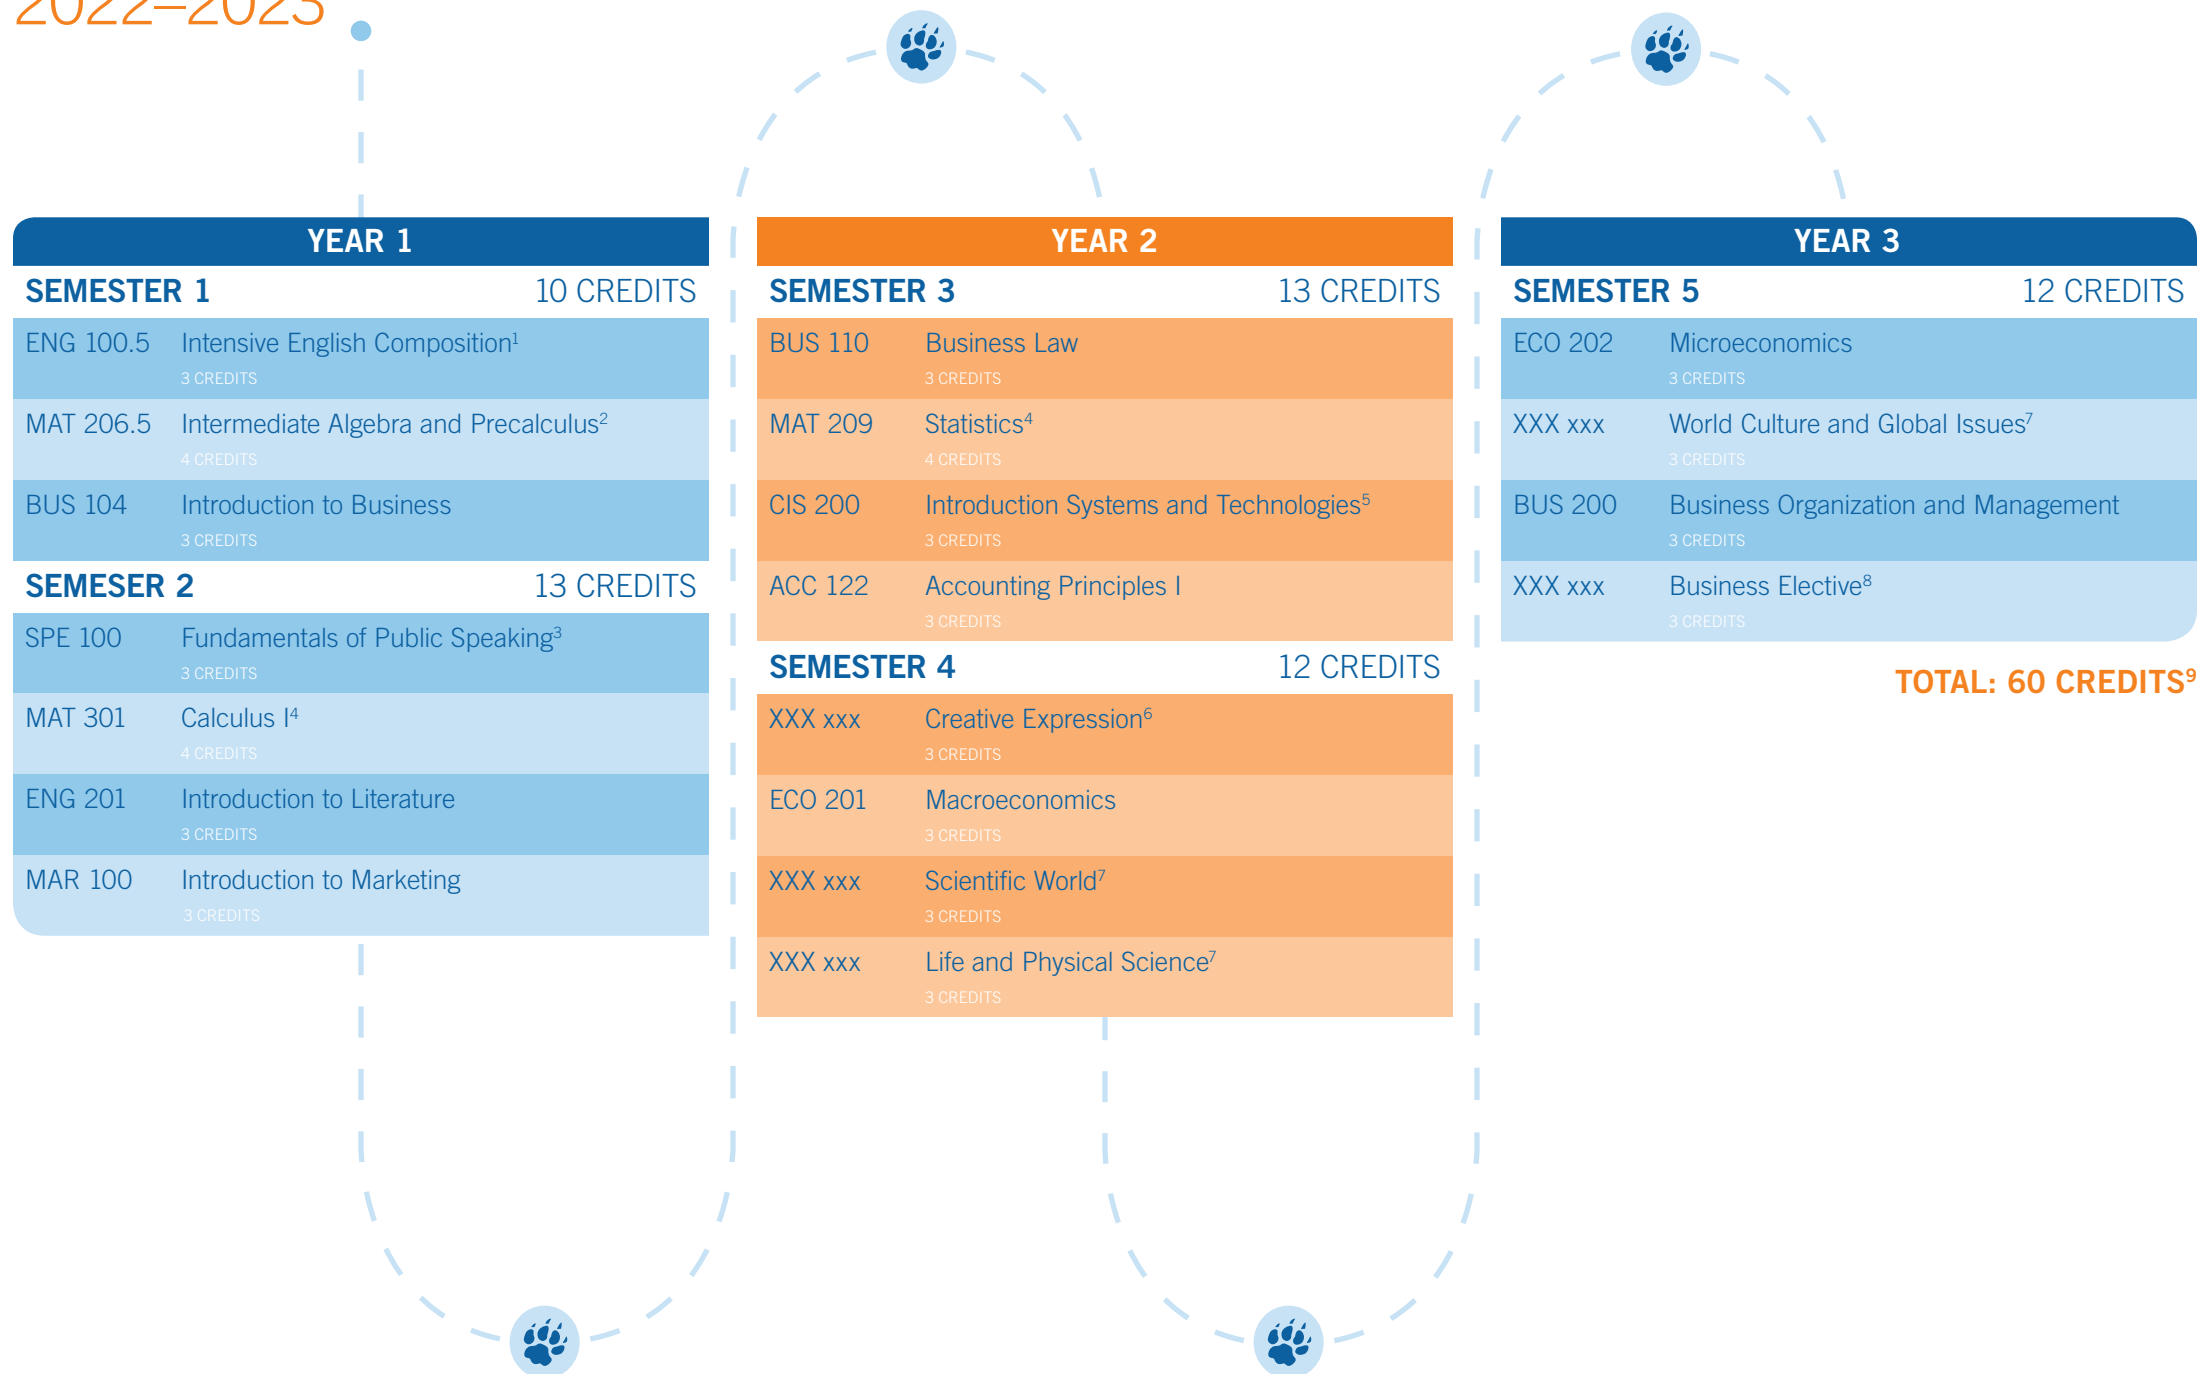 2022–2023
YEAR 1
SEMESTER 1 10 CREDITS
ENG 100.5 Intensive English Composition¹
3 CREDITS
MAT 206.5 Intermediate Algebra and Precalculus²
4 CREDITS
BUS 104 Introduction to Business
3 CREDITS
SEMESER 2 13 CREDITS
SPE 100 Fundamentals of Public Speaking³
3 CREDITS
MAT 301 Calculus I⁴
4 CREDITS
ENG 201 Introduction to Literature
3 CREDITS
MAR 100 Introduction to Marketing
3 CREDITS
YEAR 2
SEMESTER 3 13 CREDITS
BUS 110 Business Law
3 CREDITS
MAT 209 Statistics⁴
4 CREDITS
CIS 200 Introduction Systems and Technologies⁵
3 CREDITS
ACC 122 Accounting Principles I
3 CREDITS
SEMESTER 4 12 CREDITS
XXX xxx Creative Expression⁶
3 CREDITS
ECO 201 Macroeconomics
3 CREDITS
XXX xxx Scientific World⁷
3 CREDITS
XXX xxx Life and Physical Science⁷
3 CREDITS
YEAR 3
SEMESTER 5 12 CREDITS
ECO 202 Microeconomics
3 CREDITS
XXX xxx World Culture and Global Issues⁷
3 CREDITS
BUS 200 Business Organization and Management
3 CREDITS
XXX xxx Business Elective⁸
3 CREDITS
TOTAL: 60 CREDITS⁹